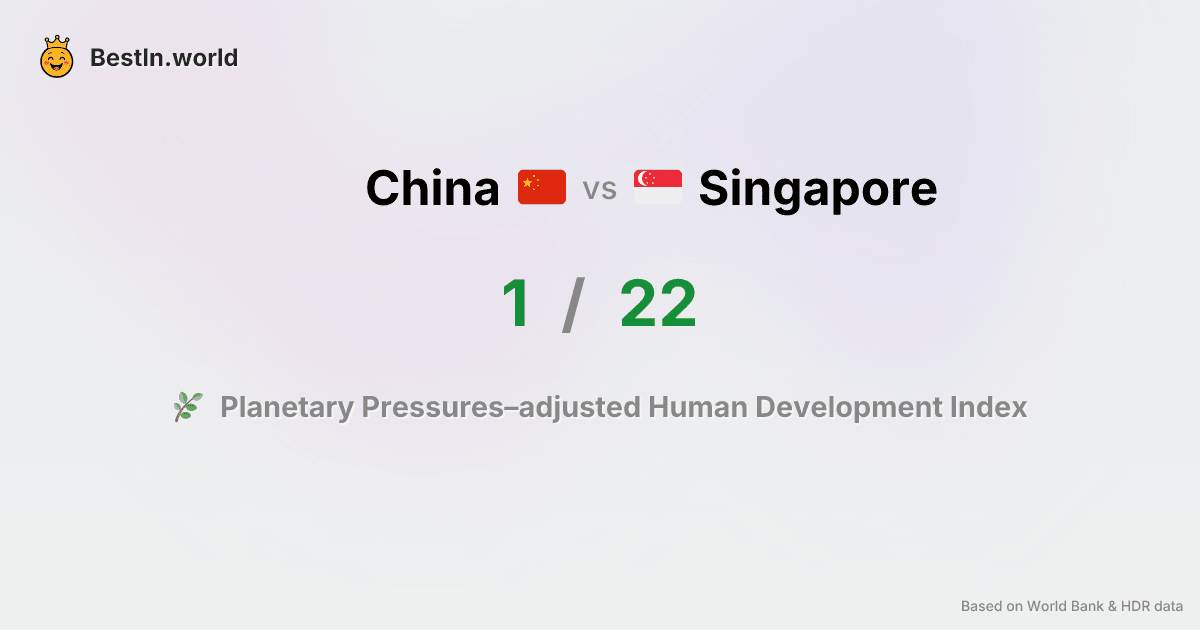 BestIn.world
China vs Singapore
1 / 22
Planetary Pressures–adjusted Human Development Index
Based on World Bank & HDR data